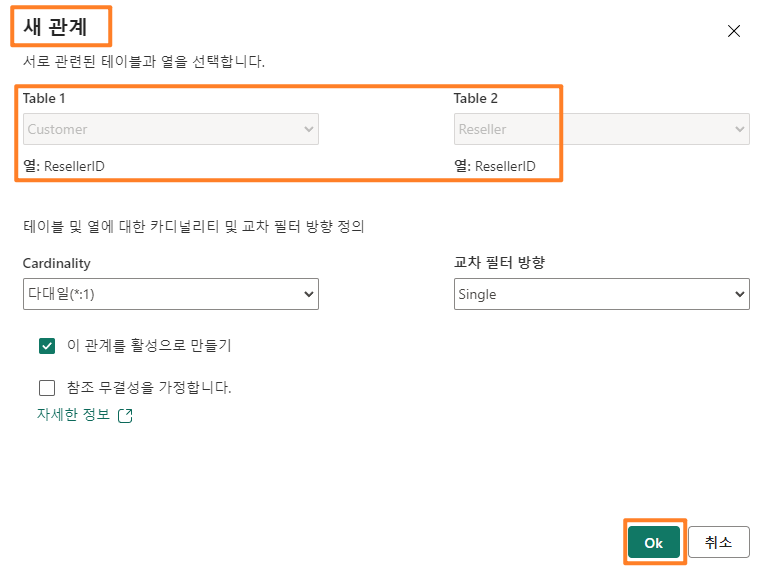 새 관계
서로 관련된 테이블과 열을 선택합니다.
Table 1 Table 2
Customer Reseller
열: ResellerID 열: ResellerID
테이블 및 열에 대한 카디널리티 및 교차 필터 방향 정의
Cardinality 교차 필터 방향
다대일(*:1) Single
이 관계를 활성으로 만들기
참조 무결성을 가정합니다.
자세한 정보
Ok 취소